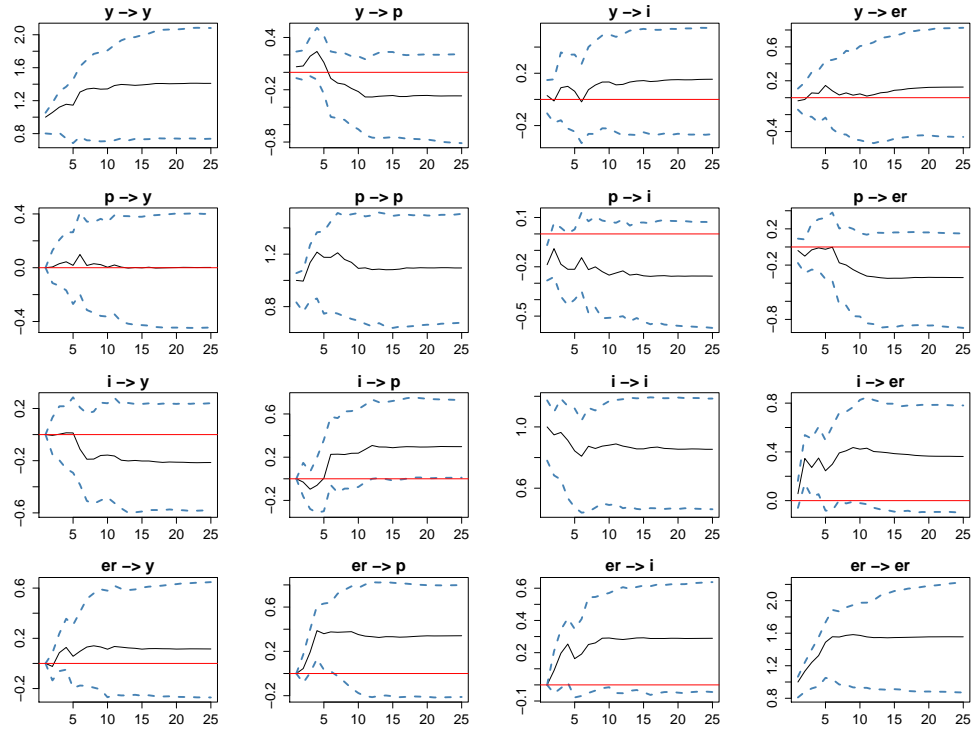 y −> y
y −> p
y −> i
y −> er
0.8 1.2 1.6 2.0
−0.8 −0.2 0.4
−0.2 0.2
−0.4 0.2 0.6
5 10 15 20 25
5 10 15 20 25
5 10 15 20 25
5 10 15 20 25
p −> y
p −> p
p −> i
p −> er
−0.4 0.0 0.4
0.8 1.2
−0.5 −0.2 0.1
−0.8 −0.2 0.2
5 10 15 20 25
5 10 15 20 25
5 10 15 20 25
5 10 15 20 25
i −> y
i −> p
i −> i
i −> er
−0.6 −0.2 0.2
−0.2 0.2 0.6
0.6 1.0
0.0 0.4 0.8
5 10 15 20 25
5 10 15 20 25
5 10 15 20 25
5 10 15 20 25
er −> y
er −> p
er −> i
er −> er
−0.2 0.2 0.6
−0.2 0.2 0.6
−0.1 0.2 0.4 0.6
0.8 1.2 1.6 2.0
5 10 15 20 25
5 10 15 20 25
5 10 15 20 25
5 10 15 20 25